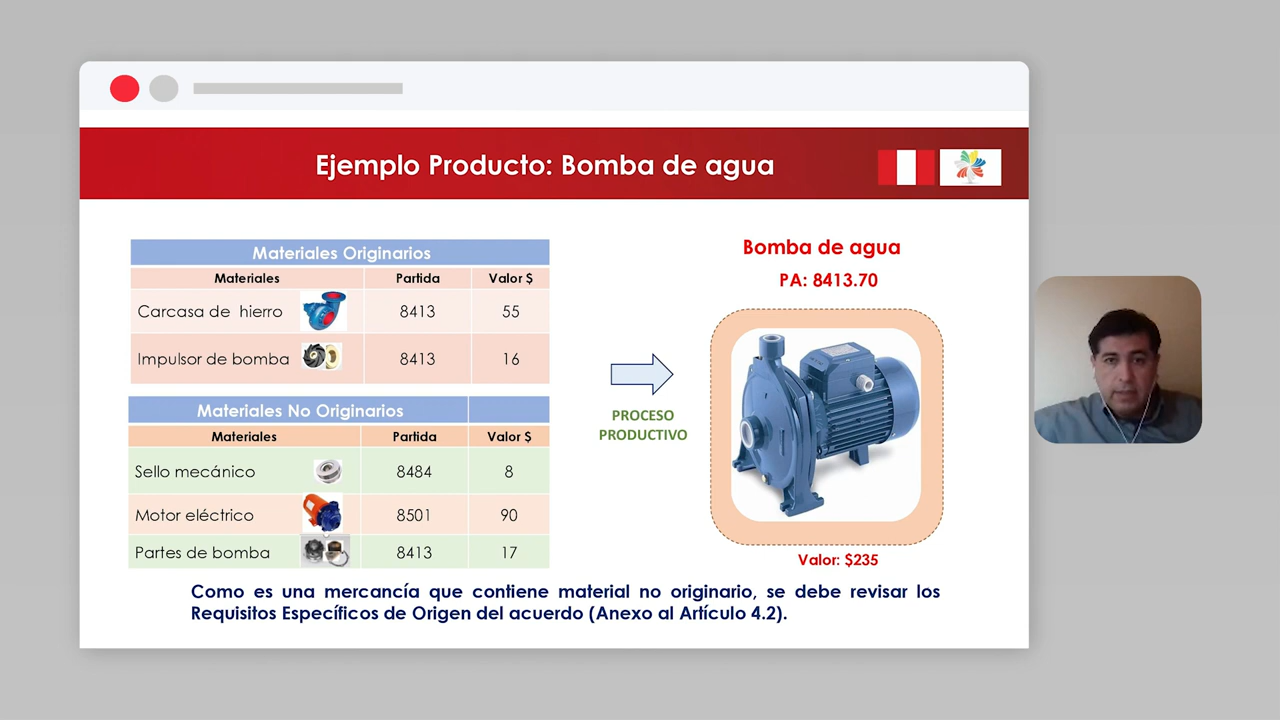 Ejemplo Producto: Bomba de agua
Materiales Originarios
Materiales Partida Valor $
Carcasa de hierro 8413 55
Impulsor de bomba 8413 16
Materiales No Originarios
Materiales Partida Valor $
Sello mecánico 8484 8
Motor eléctrico 8501 90
Partes de bomba 8413 17
PROCESO
PRODUCTIVO
Bomba de agua
PA: 8413.70
Valor: $235
Como es una mercancía que contiene material no originario, se debe revisar los
Requisitos Específicos de Origen del acuerdo (Anexo al Artículo 4.2).